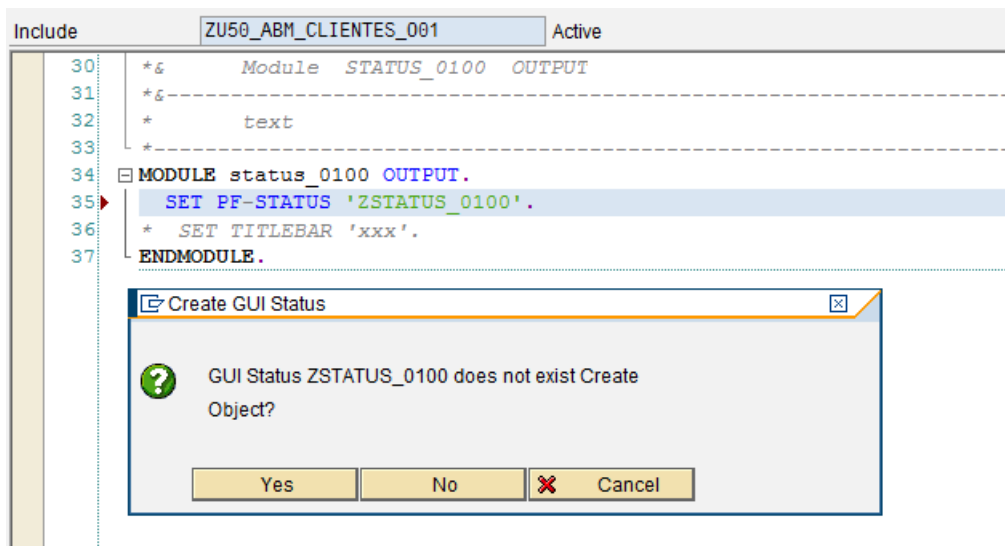 Include ZU50_ABM_CLIENTES_O01 Active
30 *& Module STATUS_0100 OUTPUT
31 *&---------------------------------------------------------------------
32 * text
33 *----------------------------------------------------------------------
34 MODULE status_0100 OUTPUT.
35 SET PF-STATUS 'ZSTATUS_0100'.
36 * SET TITLEBAR 'xxx'.
37 ENDMODULE.
Create GUI Status
GUI Status ZSTATUS_0100 does not exist Create
Object?
Yes No Cancel